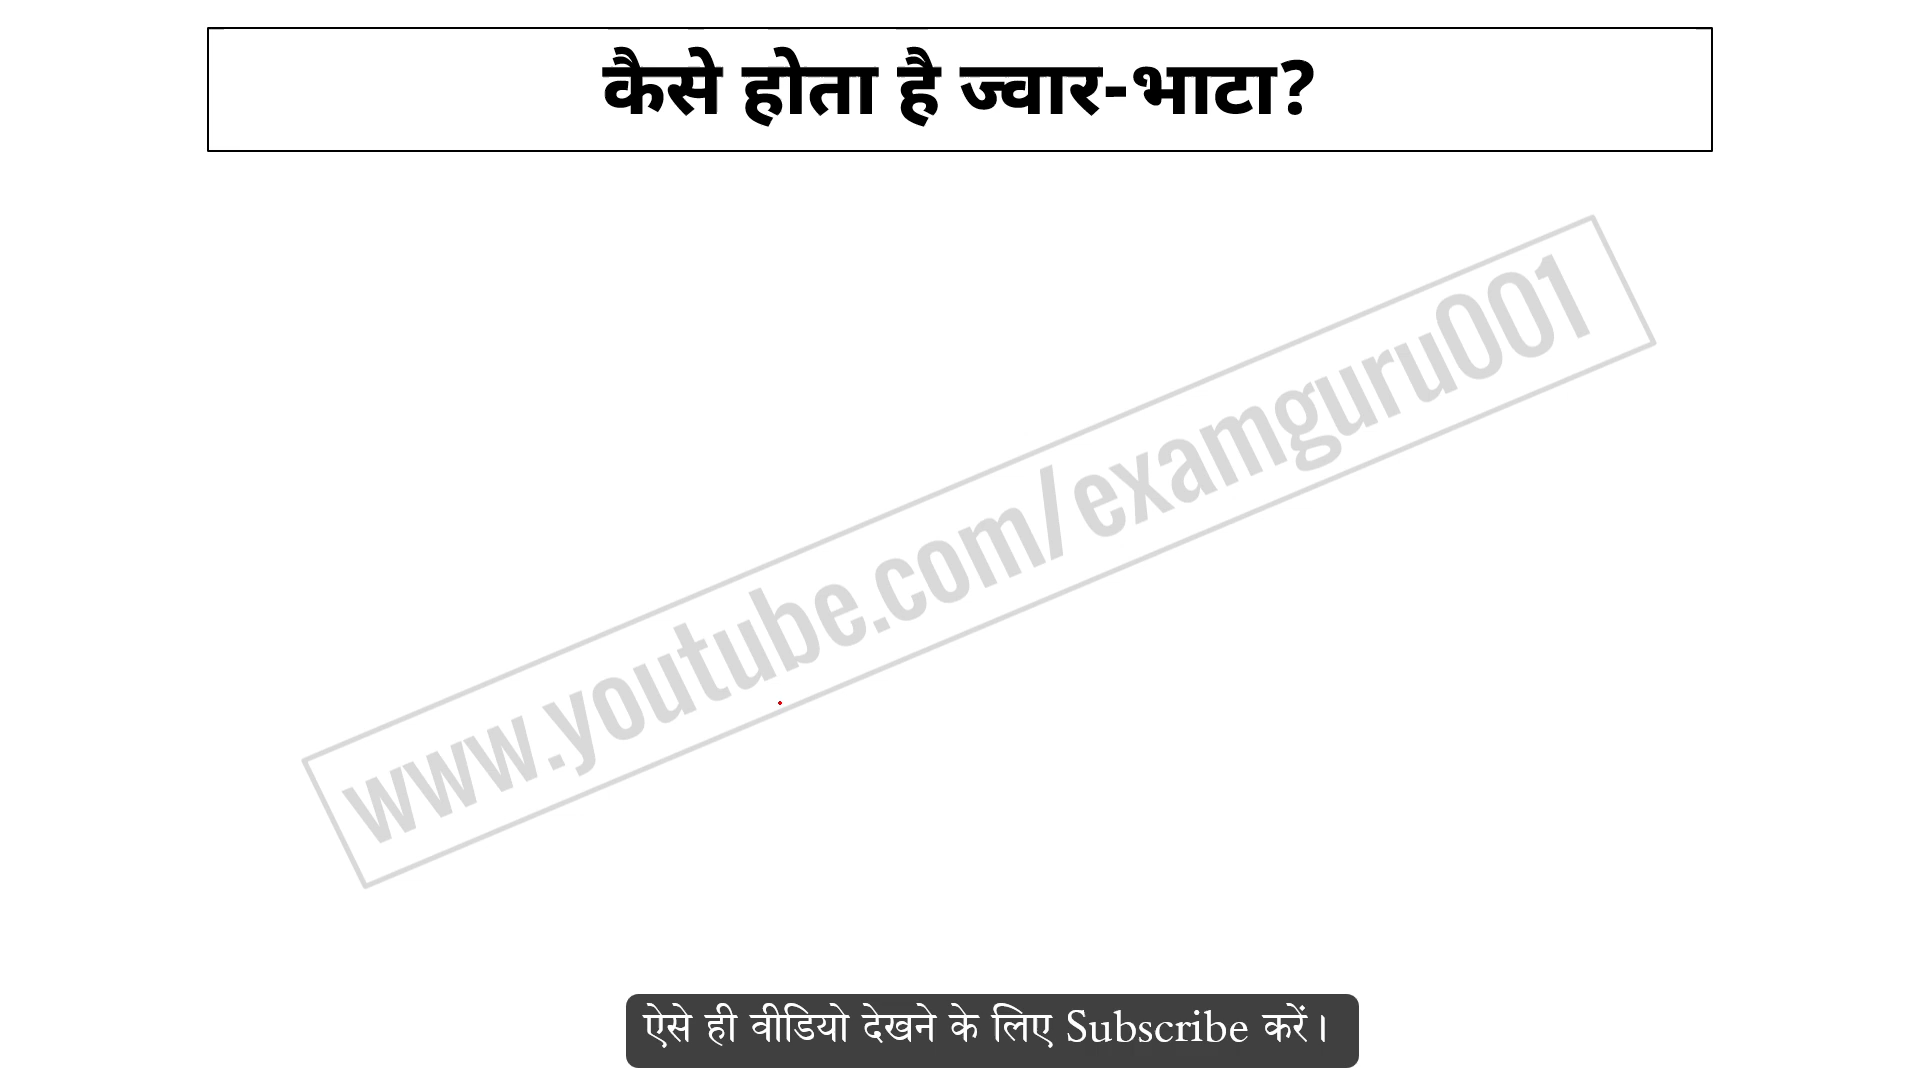 कैसे होता है ज्वार-भाटा?
www.youtube.com/examguru001
ऐसे ही वीडियो देखने के लिए Subscribe करें।